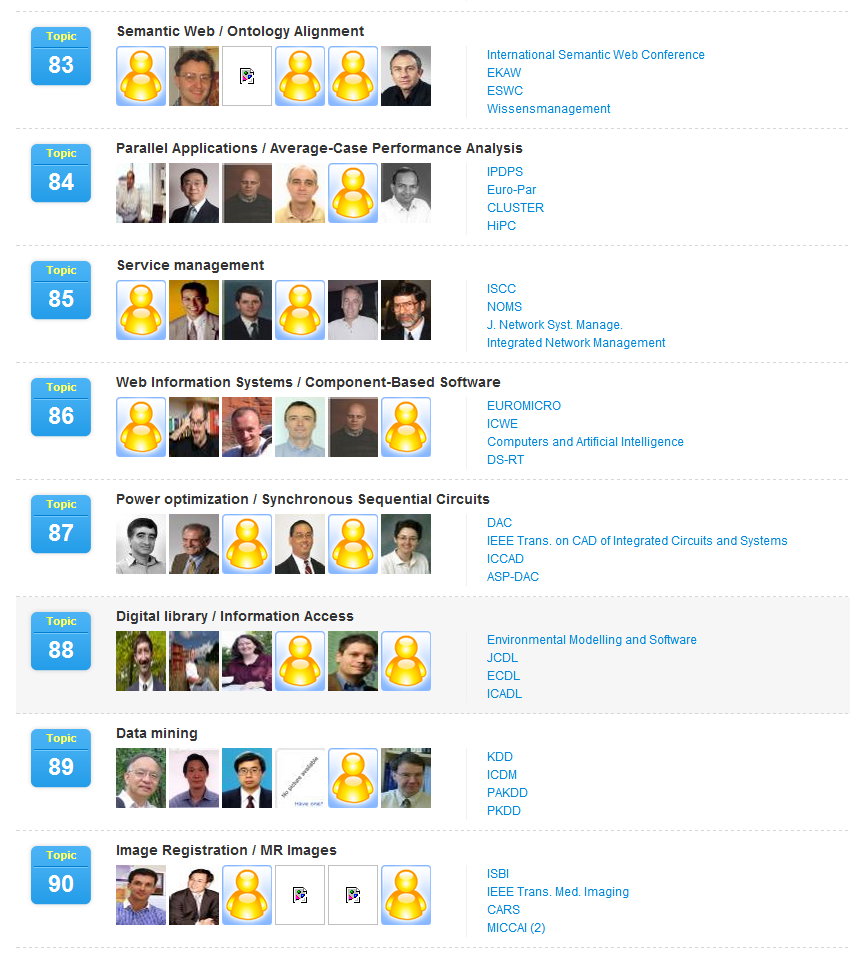 Topic
83
Semantic Web / Ontology Alignment
International Semantic Web Conference
EKAW
ESWC
Wissensmanagement
Topic
84
Parallel Applications / Average-Case Performance Analysis
IPDPS
Euro-Par
CLUSTER
HiPC
Topic
85
Service management
ISCC
NOMS
J. Network Syst. Manage.
Integrated Network Management
Topic
86
Web Information Systems / Component-Based Software
EUROMICRO
ICWE
Computers and Artificial Intelligence
DS-RT
Topic
87
Power optimization / Synchronous Sequential Circuits
DAC
IEEE Trans. on CAD of Integrated Circuits and Systems
ICCAD
ASP-DAC
Topic
88
Digital library / Information Access
Environmental Modelling and Software
JCDL
ECDL
ICADL
Topic
89
Data mining
No picture available
Have one?
KDD
ICDM
PAKDD
PKDD
Topic
90
Image Registration / MR Images
ISBI
IEEE Trans. Med. Imaging
CARS
MICCAI (2)